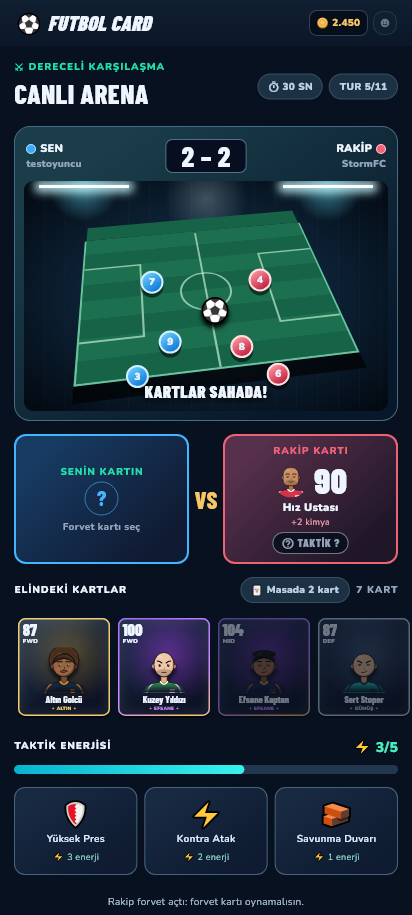 FUTBOL CARD
2.450
DERECELİ KARŞILAŞMA
CANLI ARENA
30 SN
TUR 5/11
SEN
testoyuncu
2 – 2
RAKİP
StormFC
7
4
9
8
3
6
KARTLAR SAHADA!
SENİN KARTIN
?
Forvet kartı seç
VS
RAKİP KARTI
90
Hız Ustası
+2 kimya
TAKTİK ?
ELİNDEKİ KARTLAR
Masada 2 kart
7 KART
87
FWD
Altın Golcü
ALTIN
100
FWD
Kuzey Yıldızı
EFSANE
104
MID
Efsane Kaptan
EFSANE
87
DEF
Sert Stoper
GÜMÜŞ
TAKTİK ENERJİSİ
3/5
Yüksek Pres
3 enerji
Kontra Atak
2 enerji
Savunma Duvarı
1 enerji
Rakip forvet açtı: forvet kartı oynamalısın.